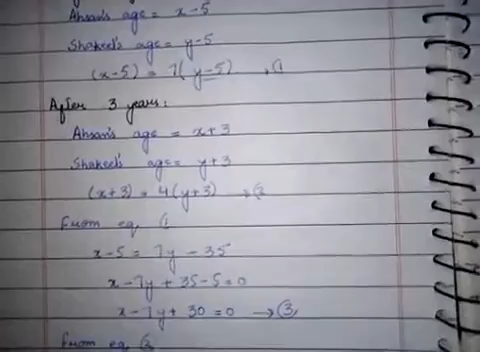 Ahsan's age = x-5
Shakeel's age = y-5
(x-5) = 7(y-5) →①
After 3 years:
Ahsan's age = x+3
Shakeel's age = y+3
(x+3) = 4(y+3) →②
From eq ①
x-5 = 7y - 35
x-7y + 35-5=0
x-7y + 30 = 0 →③
From eq ②